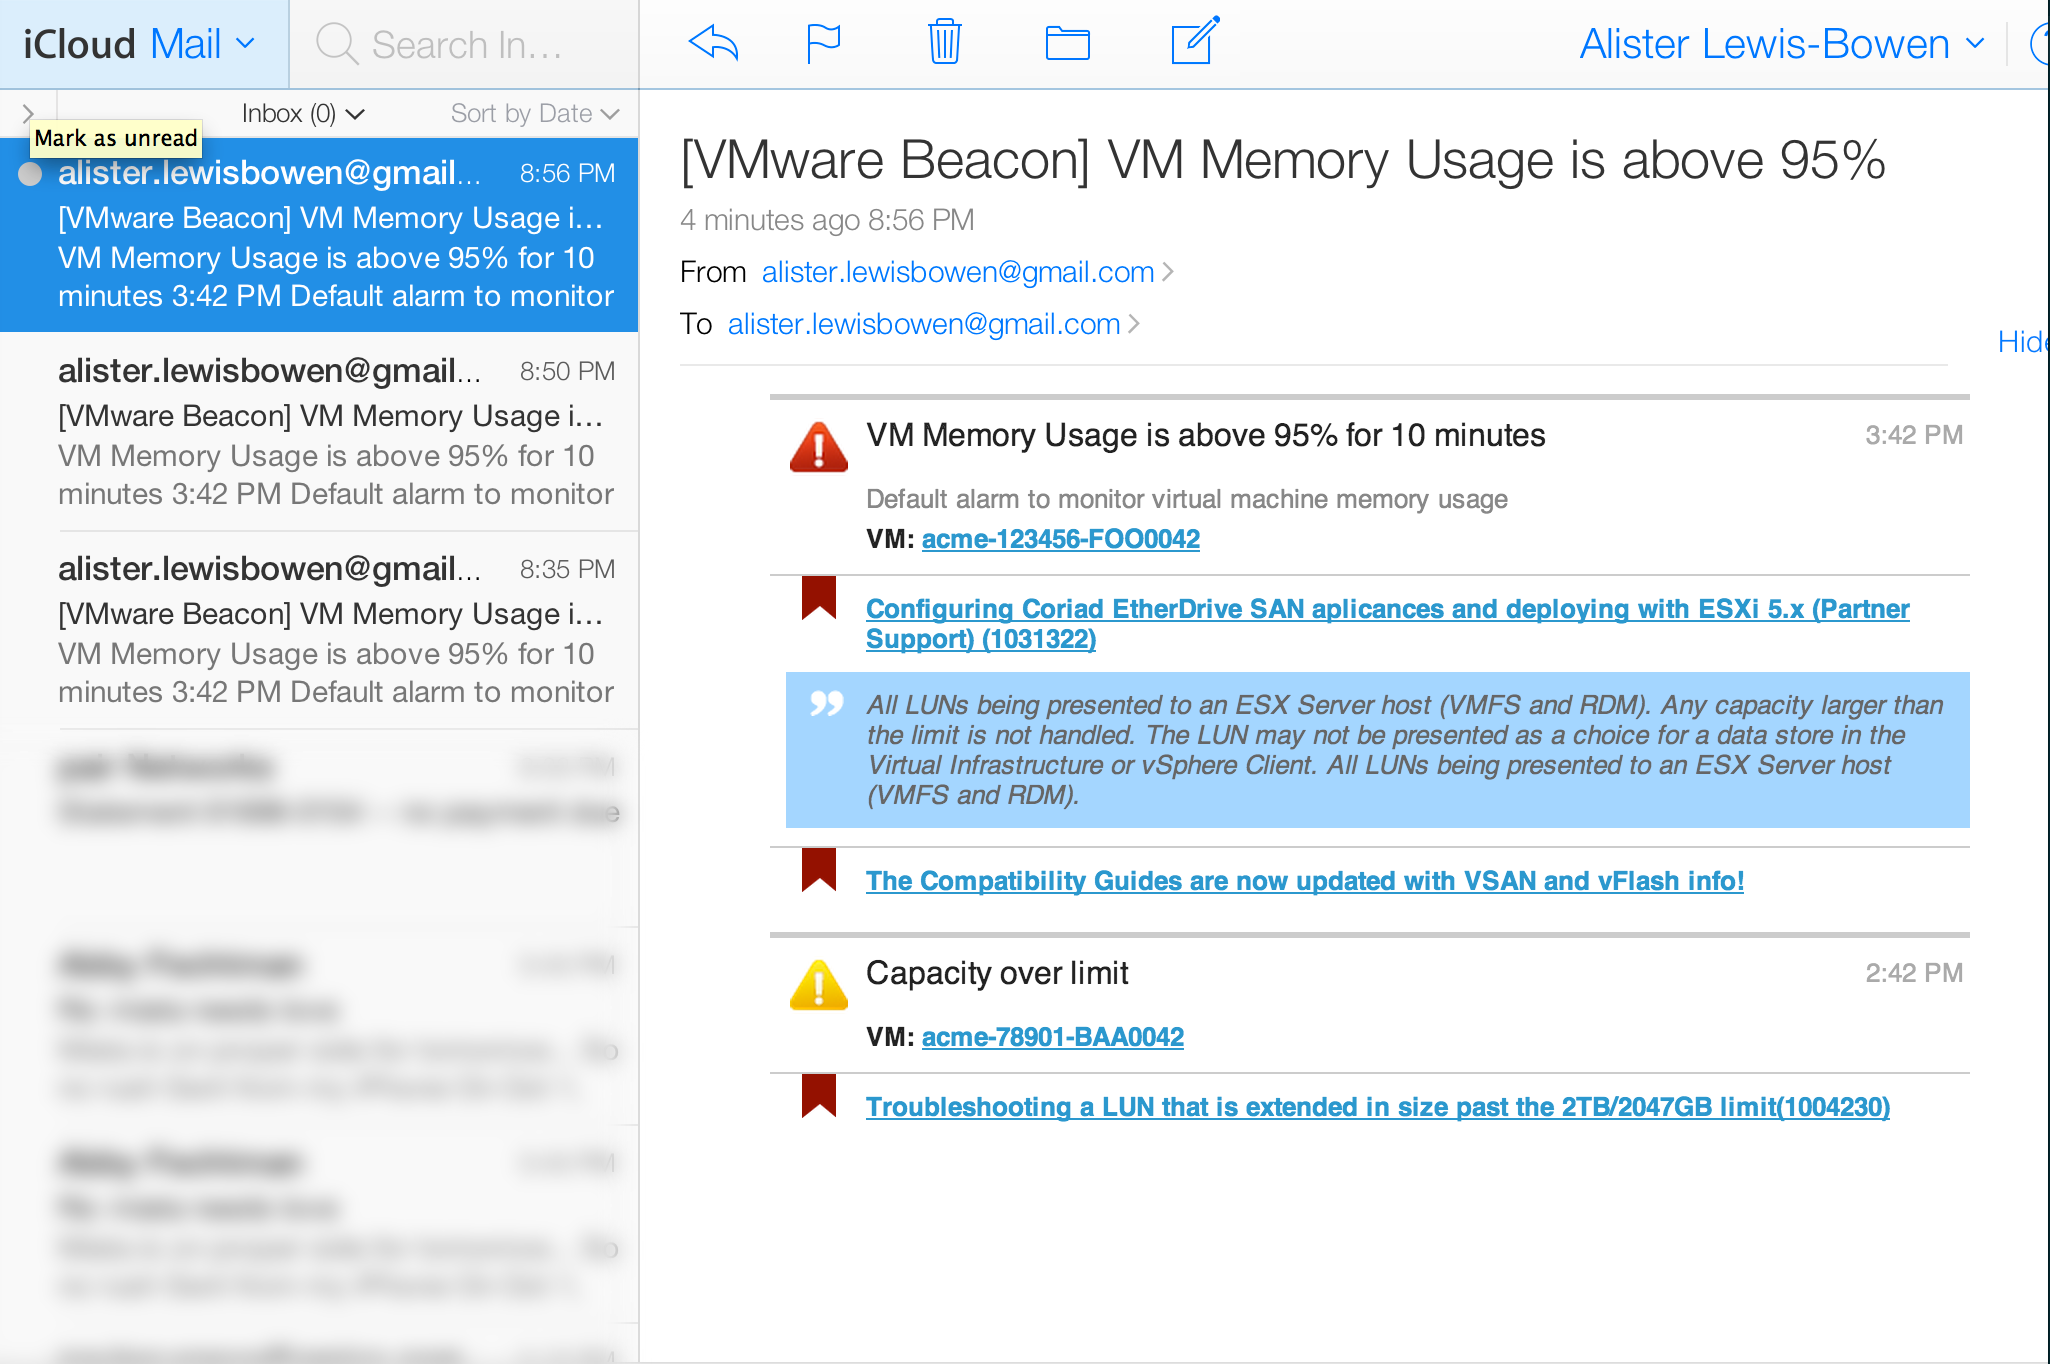 iCloud Mail
Search In...
Alister Lewis-Bowen
Inbox (0)
Sort by Date
Mark as unread
alister.lewisbowen@gmail... 8:56 PM
[VMware Beacon] VM Memory Usage i...
VM Memory Usage is above 95% for 10
minutes 3:42 PM Default alarm to monitor
alister.lewisbowen@gmail... 8:50 PM
[VMware Beacon] VM Memory Usage i...
VM Memory Usage is above 95% for 10
minutes 3:42 PM Default alarm to monitor
alister.lewisbowen@gmail... 8:35 PM
[VMware Beacon] VM Memory Usage i...
VM Memory Usage is above 95% for 10
minutes 3:42 PM Default alarm to monitor
[VMware Beacon] VM Memory Usage is above 95%
4 minutes ago 8:56 PM
From alister.lewisbowen@gmail.com
To alister.lewisbowen@gmail.com
Hide
VM Memory Usage is above 95% for 10 minutes 3:42 PM
Default alarm to monitor virtual machine memory usage
VM: acme-123456-FOO0042
Configuring Coriad EtherDrive SAN aplicances and deploying with ESXi 5.x (Partner
Support) (1031322)
All LUNs being presented to an ESX Server host (VMFS and RDM). Any capacity larger than
the limit is not handled. The LUN may not be presented as a choice for a data store in the
Virtual Infrastructure or vSphere Client. All LUNs being presented to an ESX Server host
(VMFS and RDM).
The Compatibility Guides are now updated with VSAN and vFlash info!
Capacity over limit 2:42 PM
VM: acme-78901-BAA0042
Troubleshooting a LUN that is extended in size past the 2TB/2047GB limit(1004230)